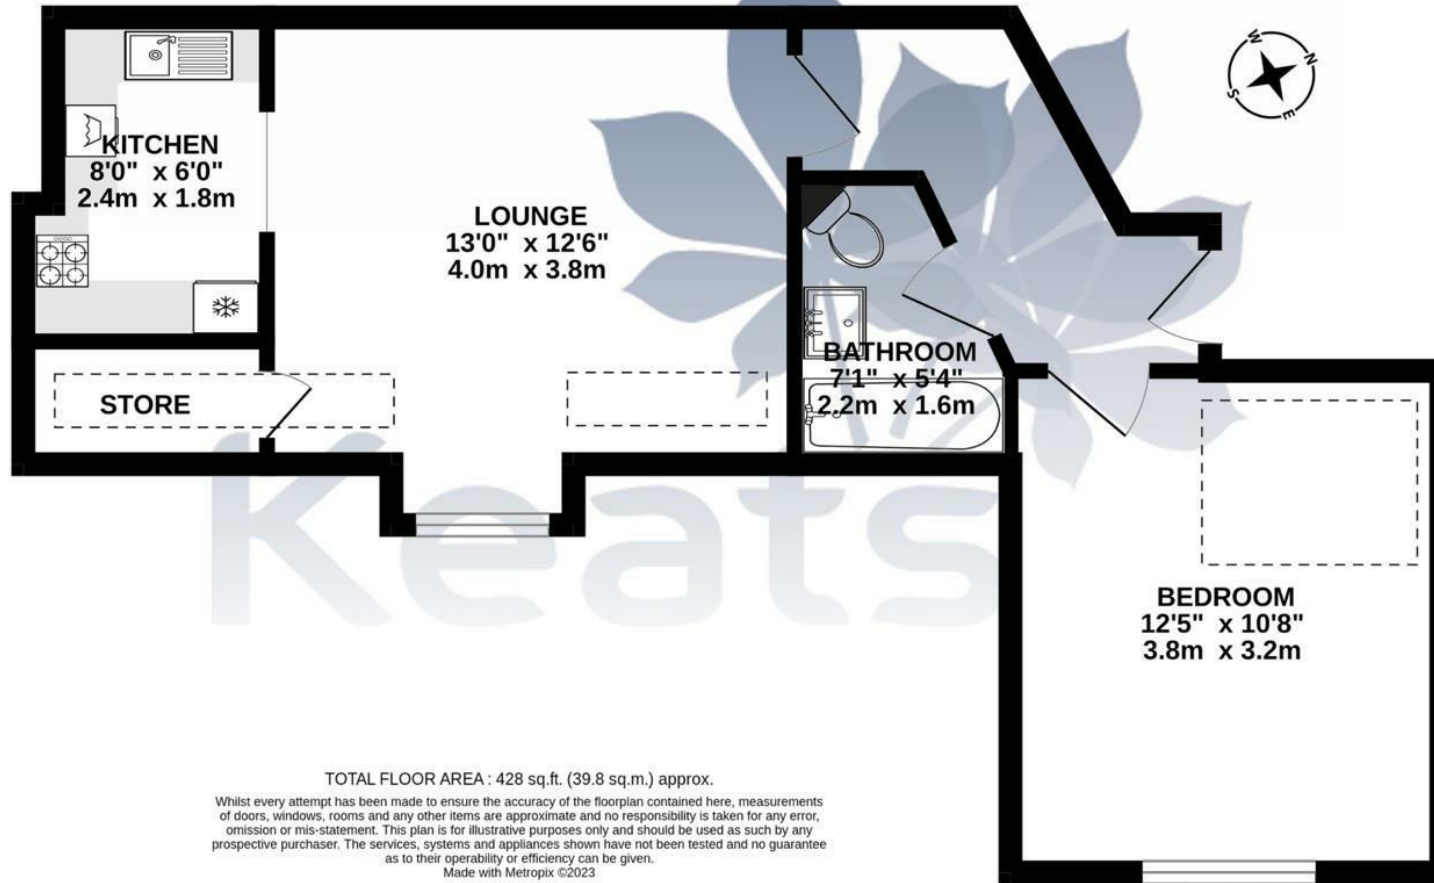 KITCHEN
8'0" x 6'0"
2.4m x 1.8m
LOUNGE
13'0" x 12'6"
4.0m x 3.8m
W
N
S
E
BATHROOM
7'1" x 5'4"
2.2m x 1.6m
STORE
BEDROOM
12'5" x 10'8"
3.8m x 3.2m
Keats
TOTAL FLOOR AREA : 428 sq.ft. (39.8 sq.m.) approx.
Whilst every attempt has been made to ensure the accuracy of the floorplan contained here, measurements
of doors, windows, rooms and any other items are approximate and no responsibility is taken for any error,
omission or mis-statement. This plan is for illustrative purposes only and should be used as such by any
prospective purchaser. The services, systems and appliances shown have not been tested and no guarantee
as to their operability or efficiency can be given.
Made with Metropix ©2023